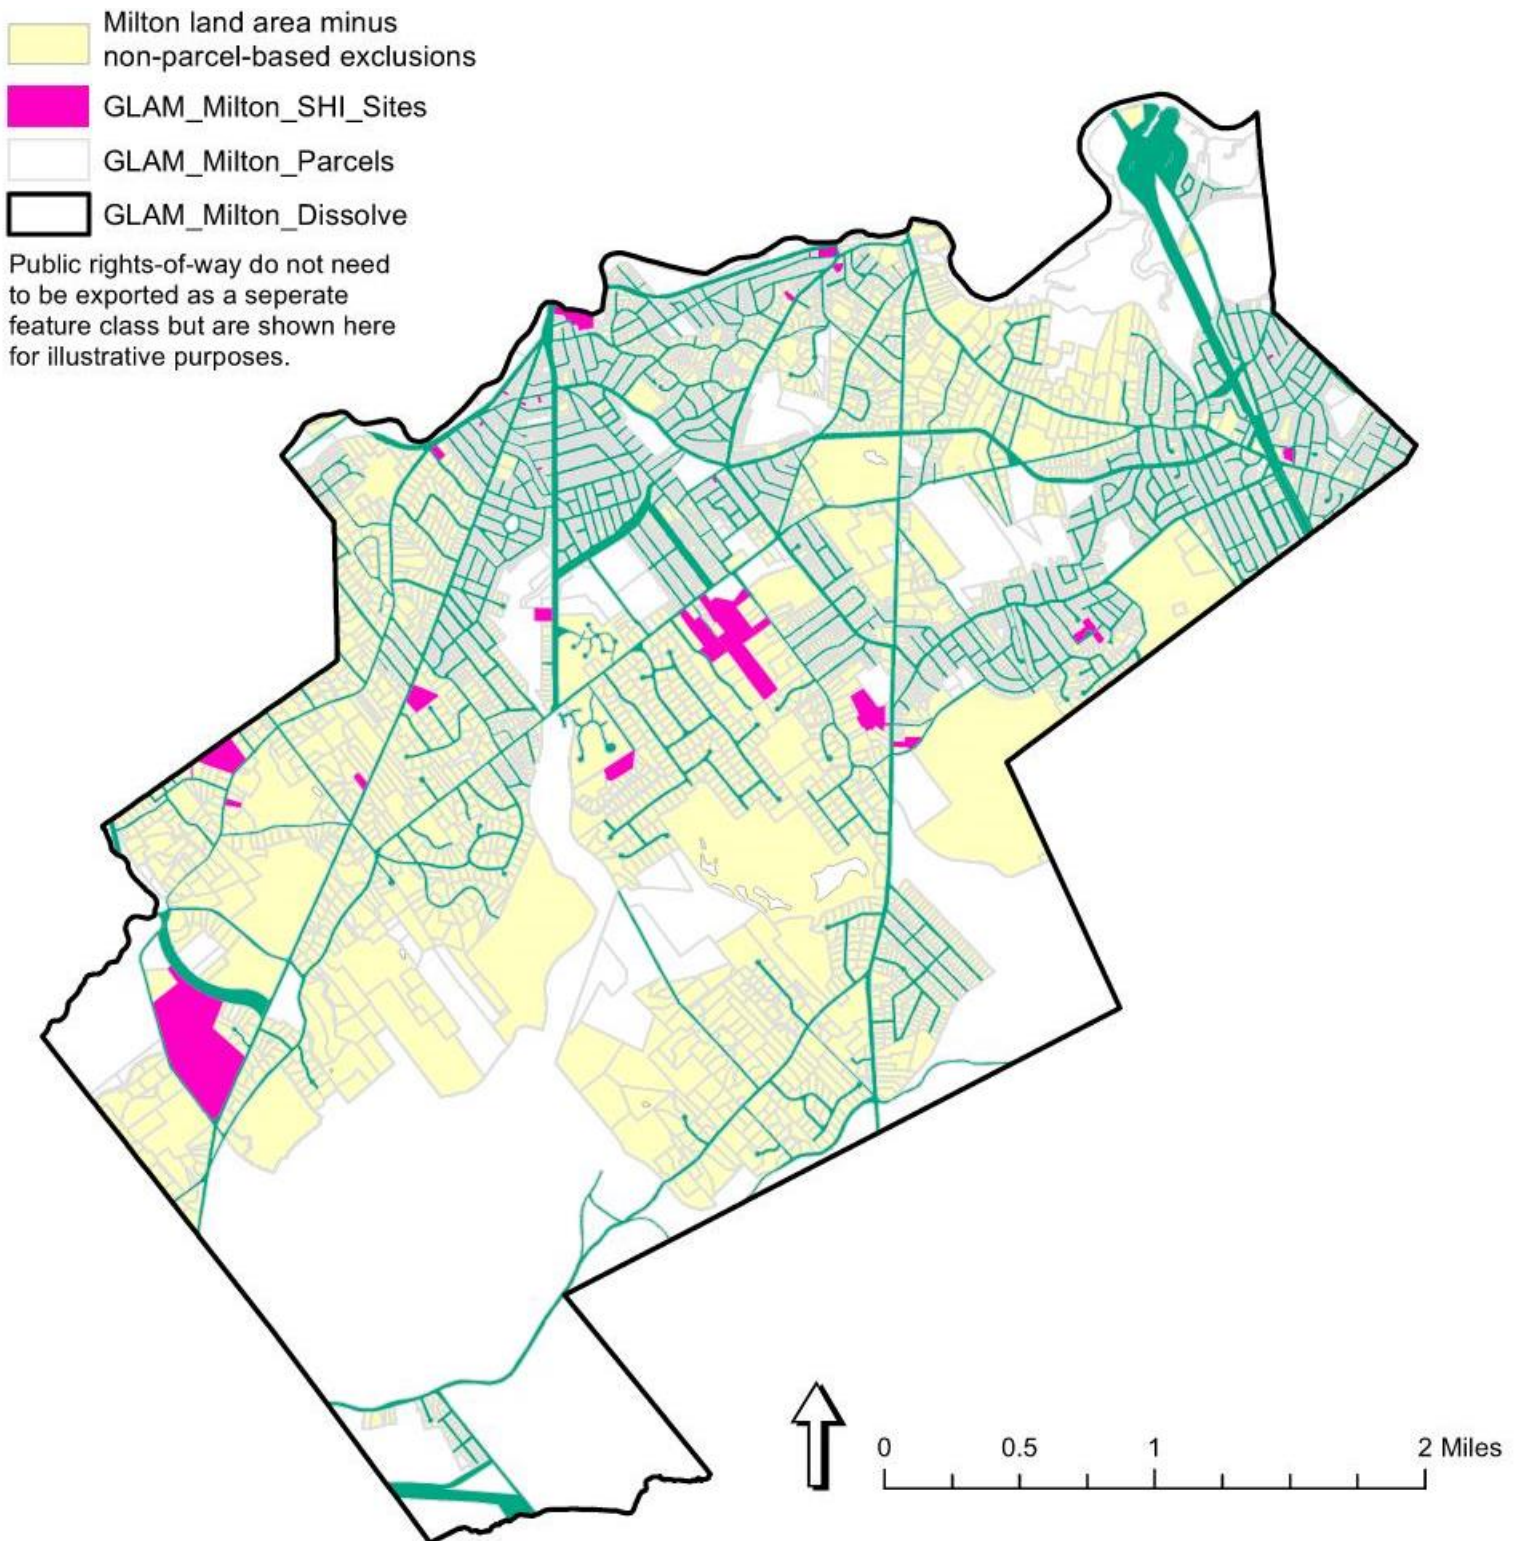 Milton land area minus
non-parcel-based exclusions
GLAM_Milton_SHI_Sites
GLAM_Milton_Parcels
GLAM_Milton_Dissolve
Public rights-of-way do not need
to be exported as a seperate
feature class but are shown here
for illustrative purposes.
0 0.5 1 2 Miles